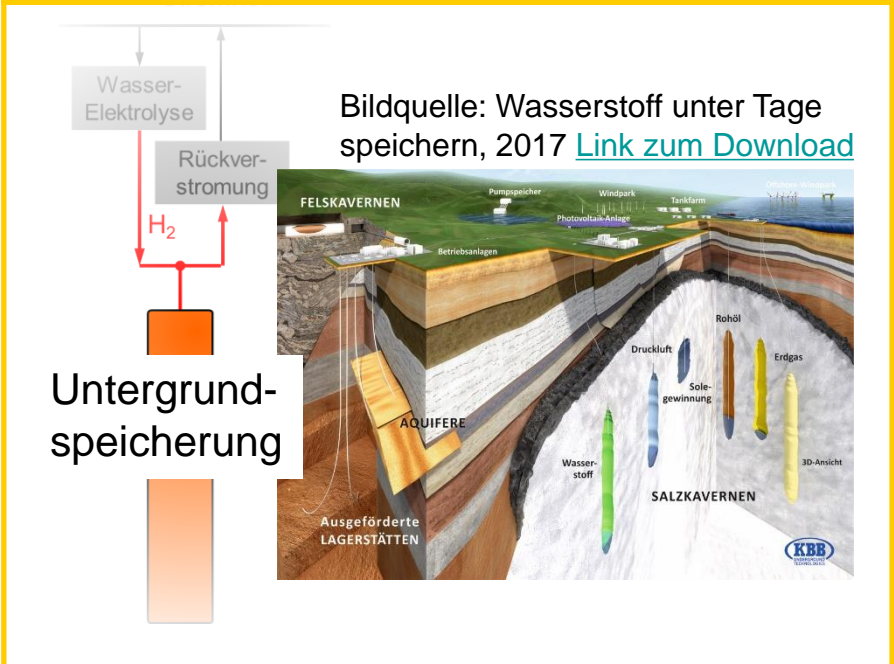 Wasser-
Elektrolyse
Rückver-
stromung
H₂
Bildquelle: Wasserstoff unter Tage
speichern, 2017 Link zum Download
Untergrund-
speicherung
FELSKAVERNEN
Pumpspeicher
Windpark
Photovoltaik-Anlage
Tankfarm
Offshore Windpark
Betriebsanlagen
Rohöl
Druckluft
Erdgas
Sole-
gewinnung
AQUIFERE
Wasser-
stoff
3D-Ansicht
SALZKAVERNEN
Ausgeförderte
LAGERSTÄTTEN
KBB
UNDERGROUND
TECHNOLOGIES